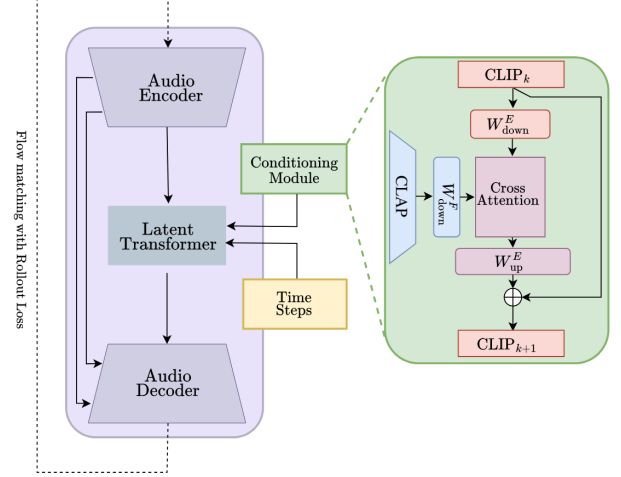 Flow matching with Rollout Loss
Audio
Encoder
Conditioning
Module
Latent
Transformer
Time
Steps
Audio
Decoder
CLIP_k
W^E_down
CLAP
W^F_down
Cross
Attention
W^E_up
CLIP_{k+1}